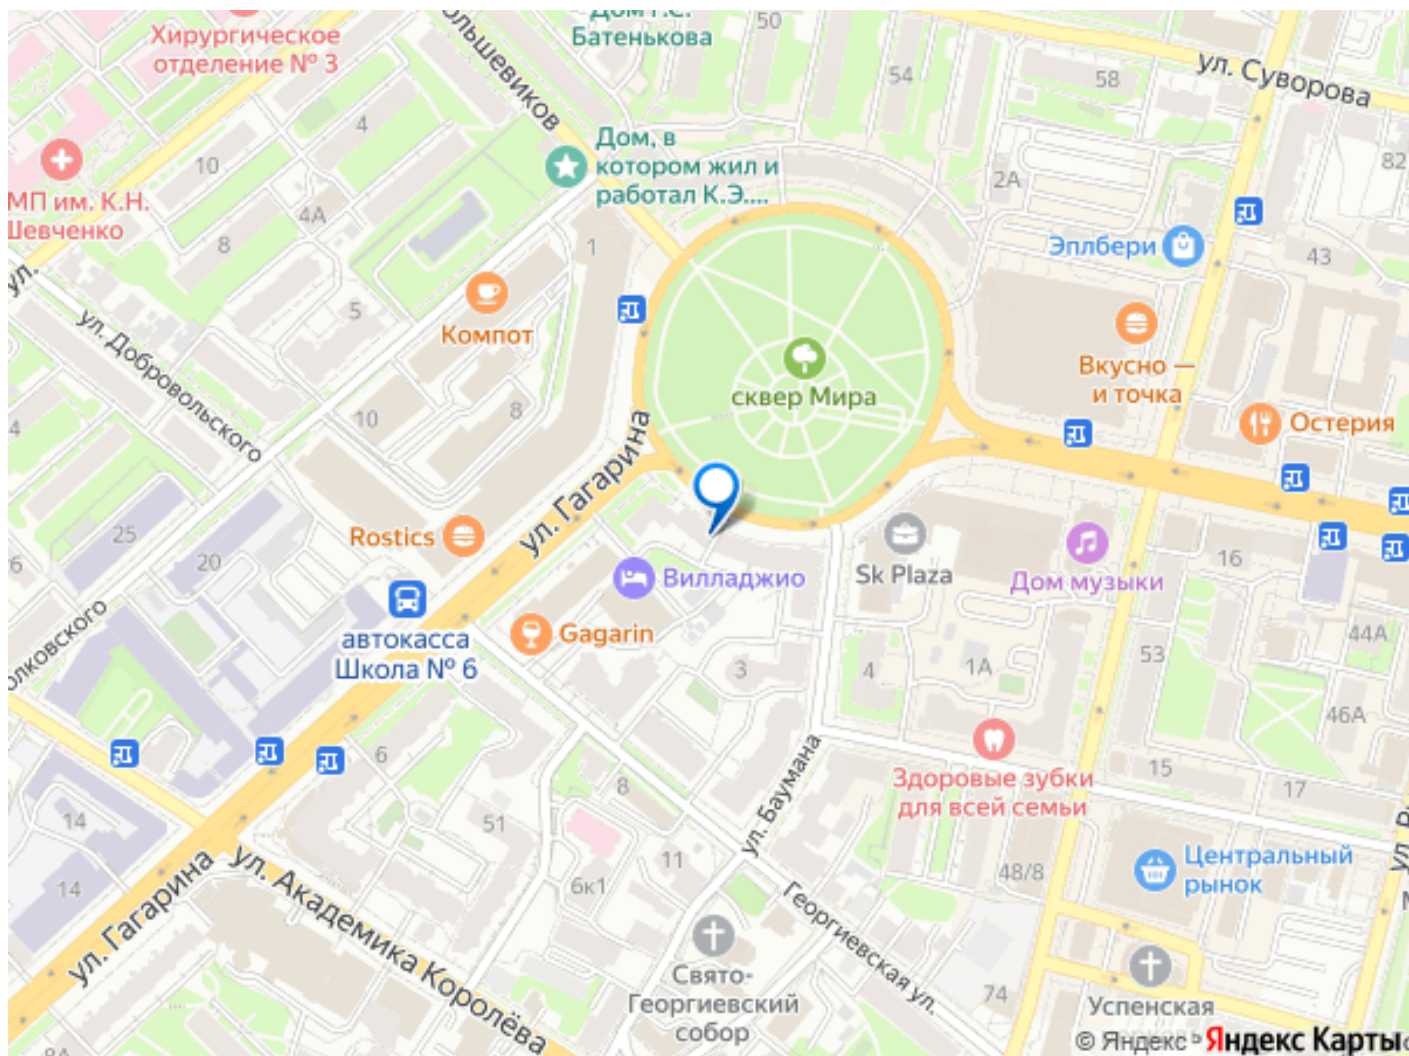 Хирургическое
отделение № 3
Батенькова
50
54
58
ул. Суворова
82
4
10
Дом, в
котором жил и
работал К.Э....
2А
МП им. К.Н.
Шевченко
4А
8
1
Эплбери
43
ул.
ул. Добровольского
5
Компот
сквер Мира
Вкусно —
и точка
10
8
Остерия
4
ул. Гагарина
25
20
Rostics
Вилладжио
Sk Plaza
Дом музыки
16
автокасса
Школа № 6
Gagarin
44А
53
3
4
1А
46А
6
8
ул. Баумана
Здоровые зубки
для всей семьи
15
17
14
51
11
6к1
48/8
Центральный
рынок
14
ул. Гагарина
ул. Академика Королёва
Георгиевская ул.
Свято-
Георгиевский
собор
74
Успенская
© Яндекс
Яндекс Карты